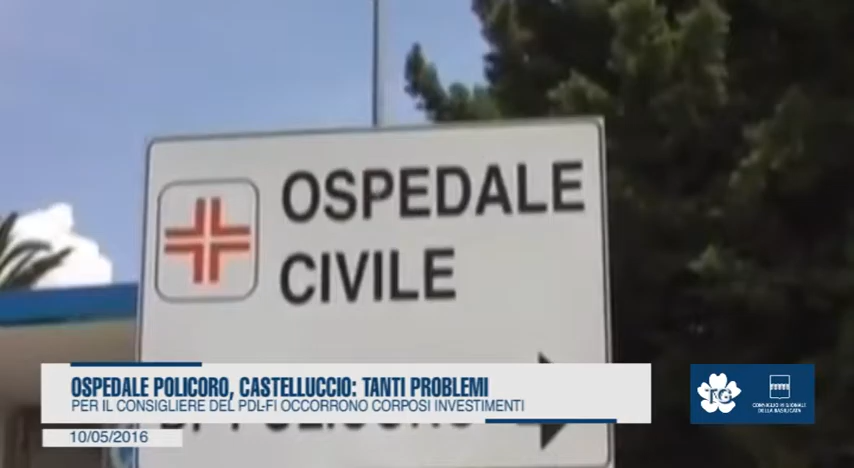 OSPEDALE
CIVILE
OSPEDALE POLICORO, CASTELLUCCIO: TANTI PROBLEMI
PER IL CONSIGLIERE DEL PDL-FI OCCORRONO CORPOSI INVESTIMENTI
10/05/2016
TG
CONSIGLIO REGIONALE
DELLA BASILICATA